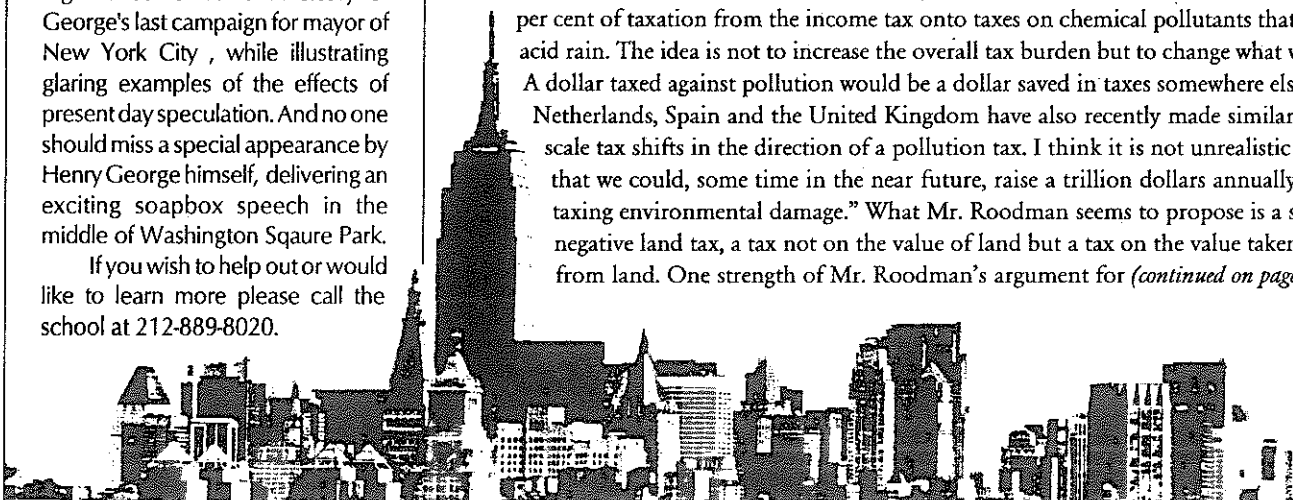 George's last campaign for mayor of
New York City , while illustrating
glaring examples of the effects of
present day speculation. And no one
should miss a special appearance by
Henry George himself, delivering an
exciting soapbox speech in the
middle of Washington Sqaure Park.
If you wish to help out or would
like to learn more please call the
school at 212-889-8020.
per cent of taxation from the income tax onto taxes on chemical pollutants that
acid rain. The idea is not to increase the overall tax burden but to change what
A dollar taxed against pollution would be a dollar saved in taxes somewhere
Netherlands, Spain and the United Kingdom have also recently made similar
scale tax shifts in the direction of a pollution tax. I think it is not unrealistic
that we could, some time in the near future, raise a trillion dollars annually
taxing environmental damage." What Mr. Roodman seems to propose is a
negative land tax, a tax not on the value of land but a tax on the value taken
from land. One strength of Mr. Roodman's argument for (continued on page